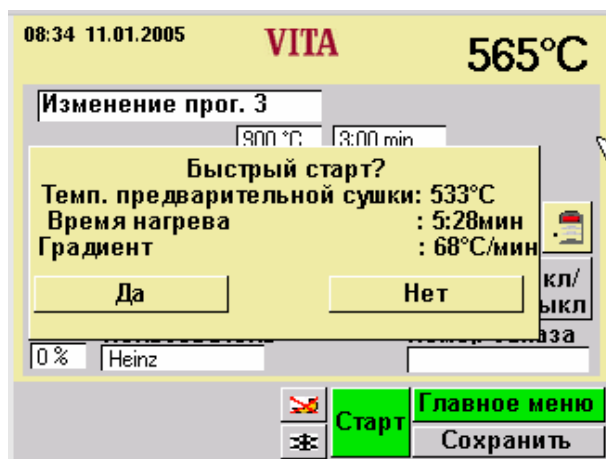 08:34 11.01.2005
VITA
565°C
Изменение прог. 3
900 °C 3:00 min
Быстрый старт?
Темп. предварительной сушки: 533°C
Время нагрева : 5:28мин
Градиент : 68°C/мин
Да
Нет
кл/
ыкл
аза
0 %
Heinz
Старт
Главное меню
Сохранить